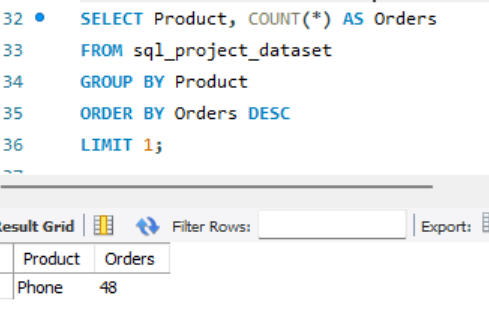 32 SELECT Product, COUNT(*) AS Orders
33 FROM sql_project_dataset
34 GROUP BY Product
35 ORDER BY Orders DESC
36 LIMIT 1;
Result Grid Filter Rows: Export:
Product Orders
Phone 48